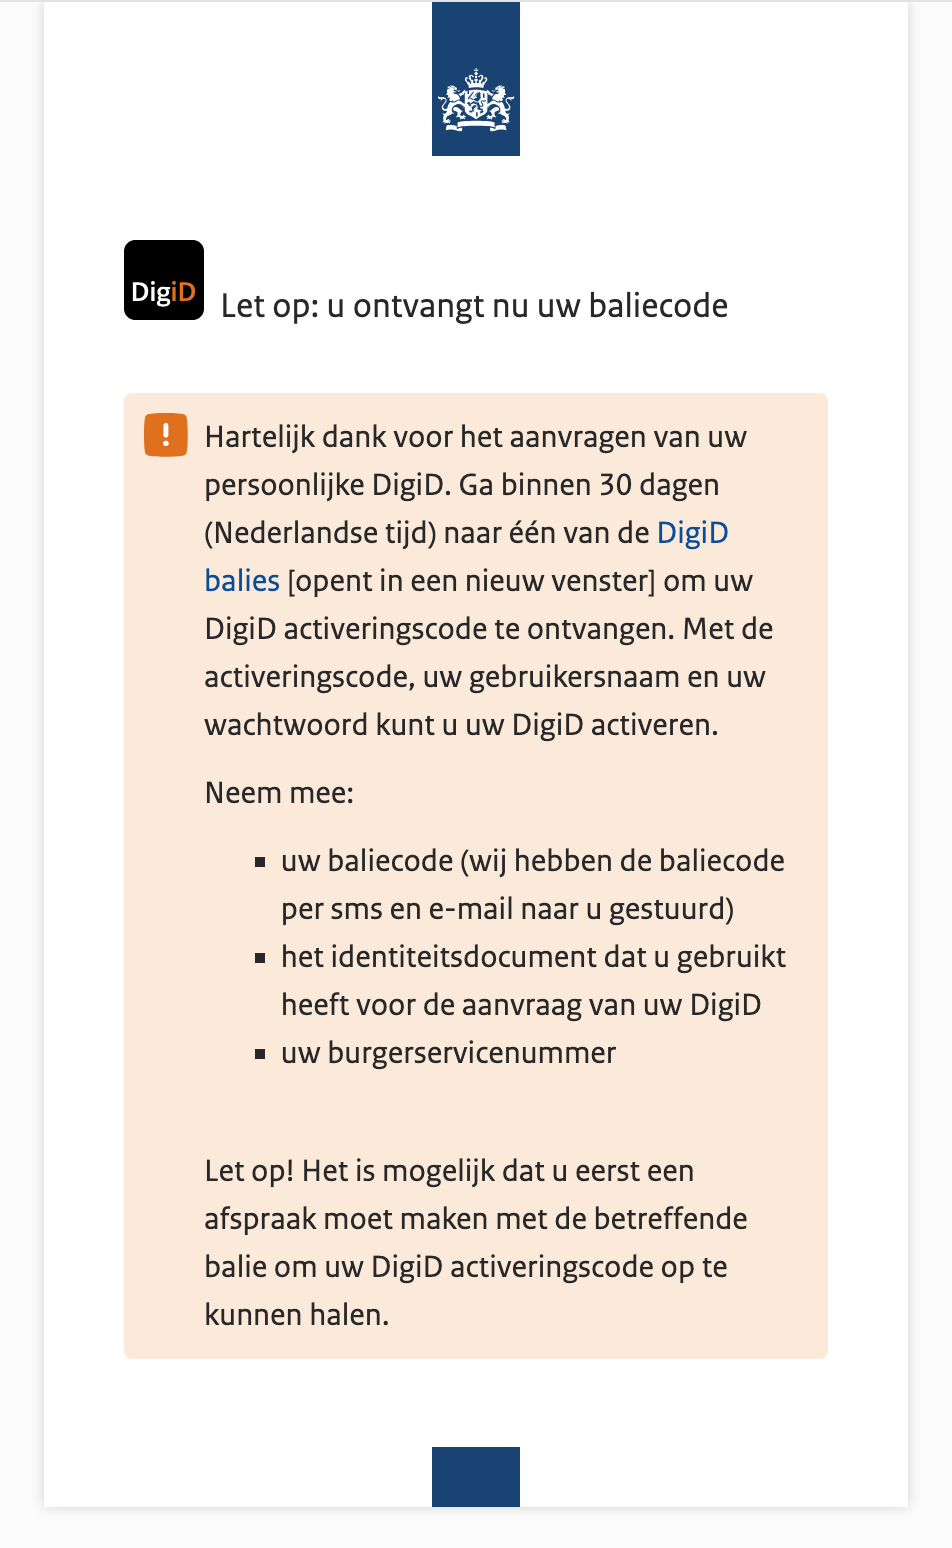 DigiD
Let op: u ontvangt nu uw baliecode
Hartelijk dank voor het aanvragen van uw
persoonlijke DigiD. Ga binnen 30 dagen
(Nederlandse tijd) naar één van de DigiD
balies [opent in een nieuw venster] om uw
DigiD activeringscode te ontvangen. Met de
activeringscode, uw gebruikersnaam en uw
wachtwoord kunt u uw DigiD activeren.
Neem mee:
▪ uw baliecode (wij hebben de baliecode
per sms en e-mail naar u gestuurd)
▪ het identiteitsdocument dat u gebruikt
heeft voor de aanvraag van uw DigiD
▪ uw burgerservicenummer
Let op! Het is mogelijk dat u eerst een
afspraak moet maken met de betreffende
balie om uw DigiD activeringscode op te
kunnen halen.